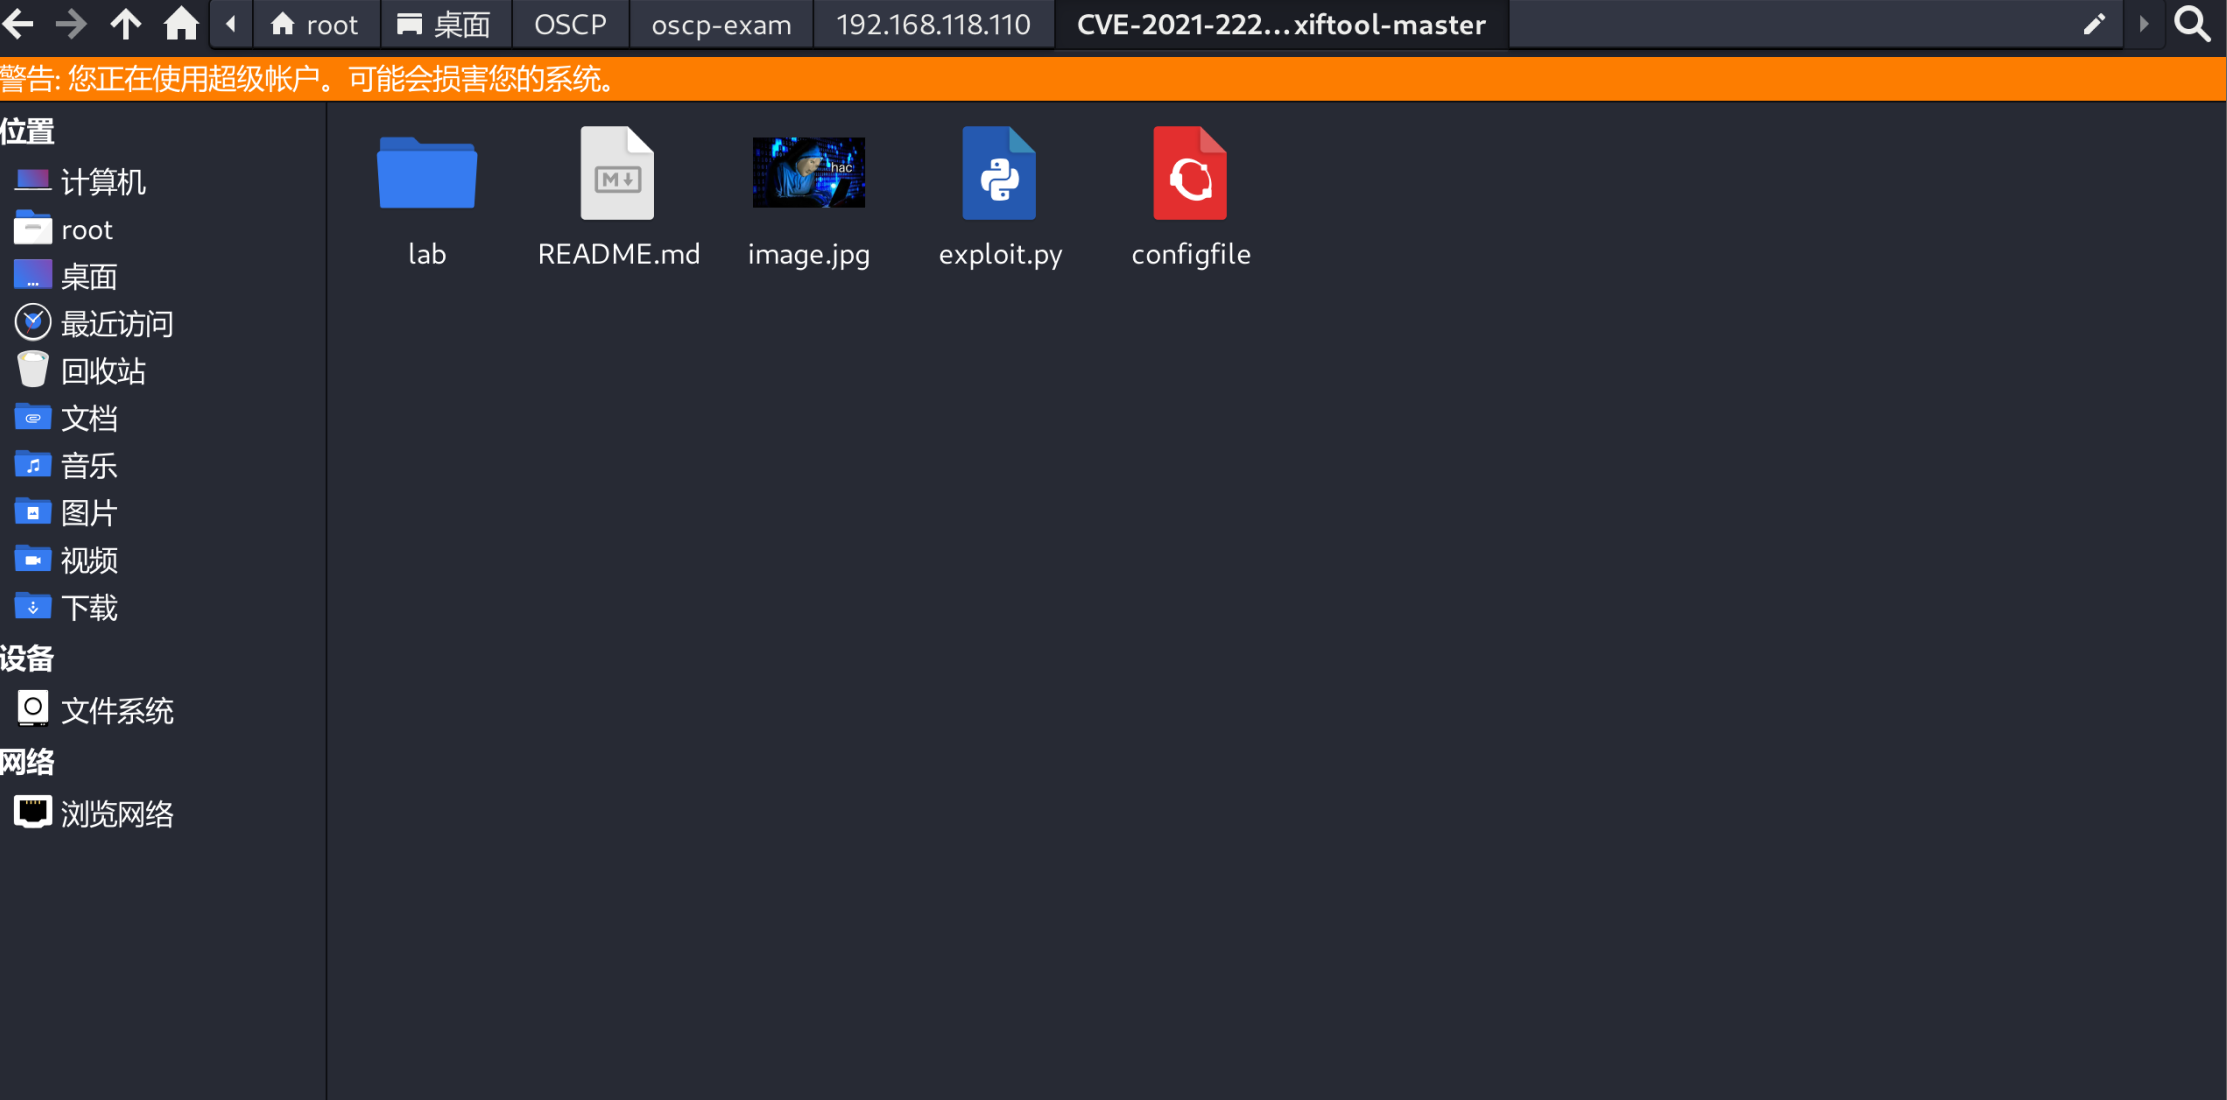 root 桌面 OSCP oscp-exam 192.168.118.110 CVE-2021-222...xiftool-master
警告: 您正在使用超级帐户。可能会损害您的系统。
位置
计算机
root
桌面
最近访问
回收站
文档
音乐
图片
视频
下载
设备
文件系统
网络
浏览网络
hac
M
lab README.md image.jpg exploit.py configfile